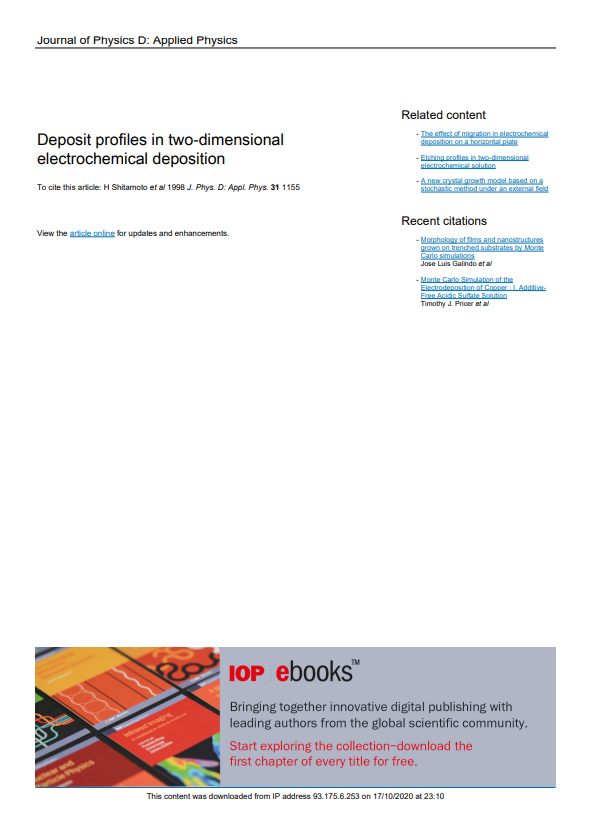 Journal of Physics D: Applied Physics
Deposit profiles in two-dimensional
electrochemical deposition
To cite this article: H Shitamoto et al 1998 J. Phys. D: Appl. Phys. 31 1155
View the article online for updates and enhancements.
Related content
- The effect of migration in electrochemical
deposition on a horizontal plate
- Etching profiles in two-dimensional
electrochemical solution
- A new crystal growth model based on a
stochastic method under an external field
Recent citations
- Morphology of films and nanostructures
grown on trenched substrates by Monte
Carlo simulations
Jose Luis Galindo et al
- Monte Carlo Simulation of the
Electrodeposition of Copper : I. Additive-
Free Acidic Sulfate Solution
Timothy J. Pricer et al
Infrared Imaging
IOP ebooks™
Bringing together innovative digital publishing with
leading authors from the global scientific community.
Start exploring the collection–download the
first chapter of every title for free.
This content was downloaded from IP address 93.175.6.253 on 17/10/2020 at 23:10